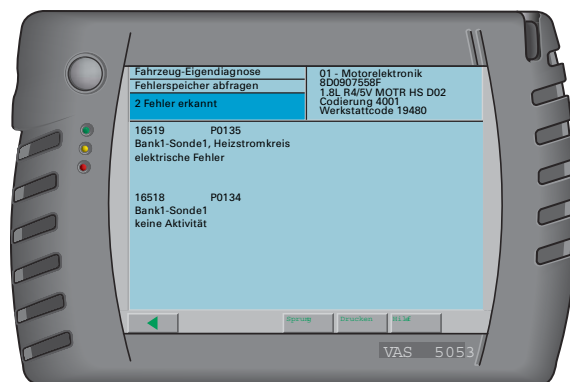 Fahrzeug-Eigendiagnose
Fehlerspeicher abfragen
2 Fehler erkannt
01 - Motorelektronik
8D0907558F
1.8L R4/5V MOTR HS D02
Codierung 4001
Werkstattcode 19480
16519 P0135
Bank1-Sonde1, Heizstromkreis
elektrische Fehler
16518 P0134
Bank1-Sonde1
keine Aktivität
Sprung Drucken Bild
VAS 5053